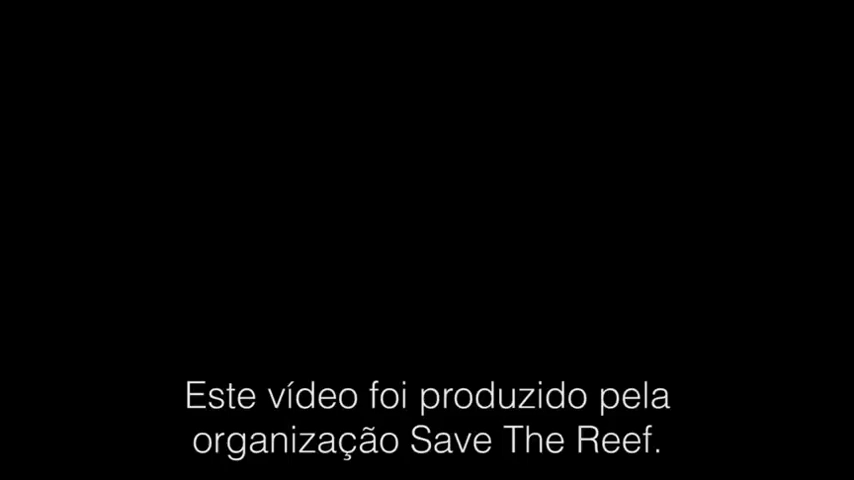 Este vídeo foi produzido pela
organização Save The Reef.